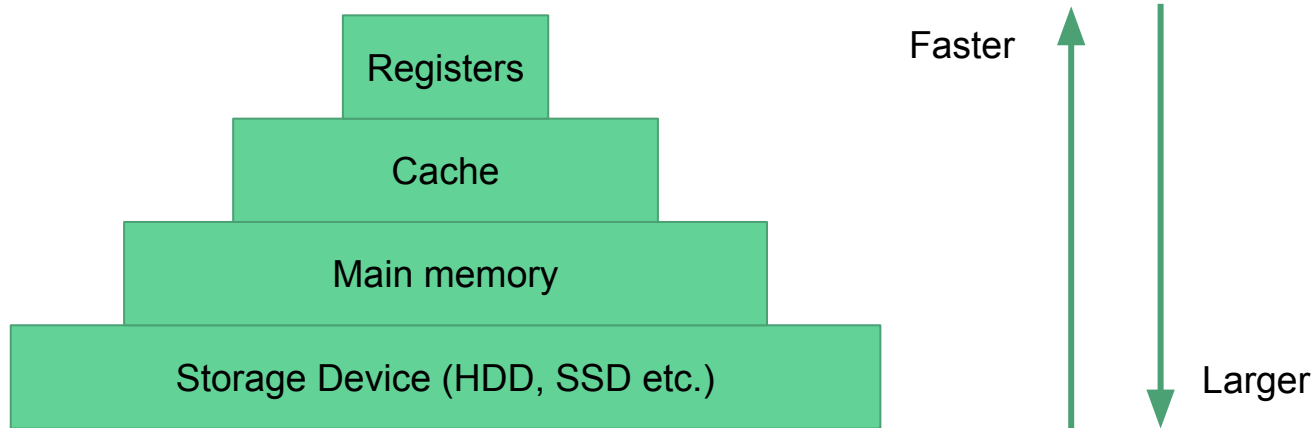 Registers
Cache
Main memory
Storage Device (HDD, SSD etc.)
Faster
Larger